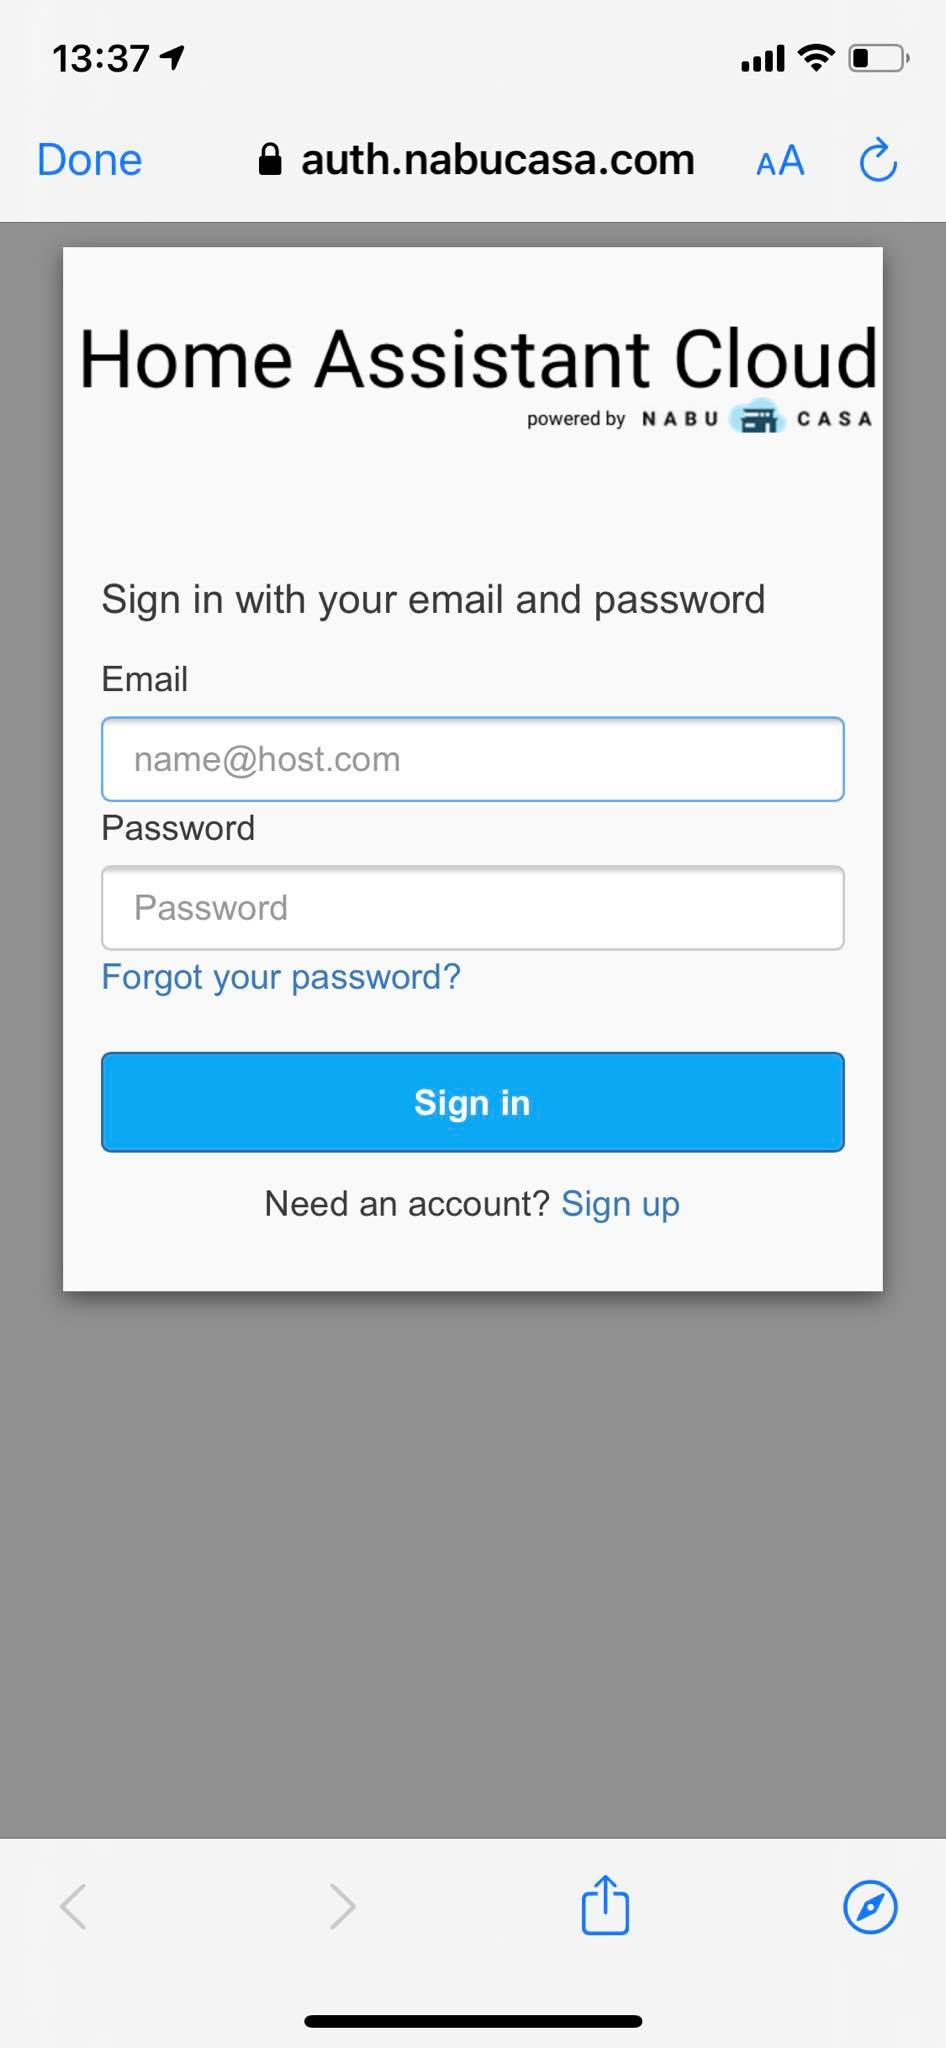 13:37
Done auth.nabucasa.com AA
Home Assistant Cloud
powered by NABU CASA
Sign in with your email and password
Email
name@host.com
Password
Password
Forgot your password?
Sign in
Need an account? Sign up